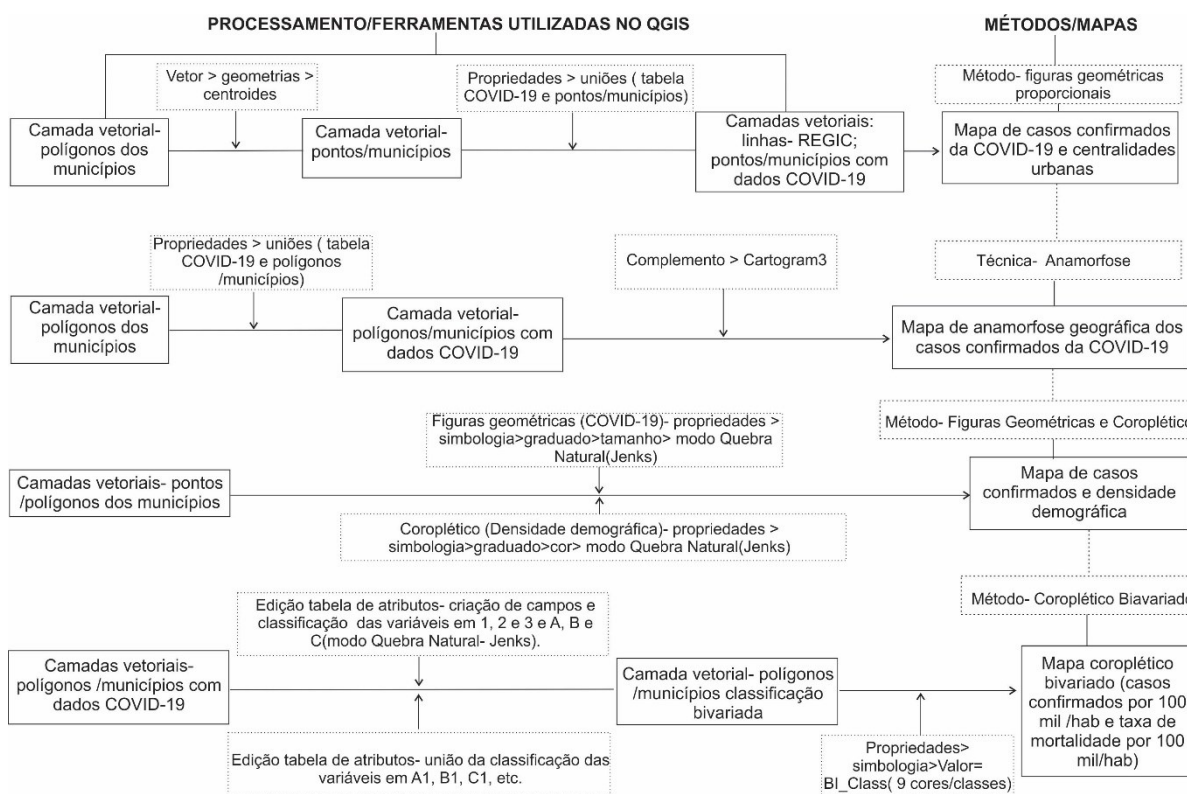 PROCESSAMENTO/FERRAMENTAS UTILIZADAS NO QGIS
MÉTODOS/MAPAS
Vetor > geometrias >
centroides
Propriedades > uniões ( tabela
COVID-19 e pontos/municípios)
Método- figuras geométricas
proporcionais
Camada vetorial-
polígonos dos
municípios
Camada vetorial-
pontos/municípios
Camadas vetoriais:
linhas- REGIC;
pontos/municípios com
dados COVID-19
Mapa de casos confirmados
da COVID-19 e centralidades
urbanas
Propriedades > uniões ( tabela
COVID-19 e polígonos
/municípios)
Complemento > Cartogram3
Técnica- Anamorfose
Camada vetorial-
polígonos dos
municípios
Camada vetorial-
polígonos/municípios com
dados COVID-19
Mapa de anamorfose geográfica dos
casos confirmados da COVID-19
Figuras geométricas (COVID-19)- propriedades >
simbologia>graduado>tamanho> modo Quebra
Natural(Jenks)
Método- Figuras Geométricas e Coroplético
Camadas vetoriais- pontos
/polígonos dos municípios
Mapa de casos
confirmados e densidade
demográfica
Coroplético (Densidade demográfica)- propriedades >
simbologia>graduado>cor> modo Quebra Natural(Jenks)
Edição tabela de atributos- criação de campos e
classificação das variáveis em 1, 2 e 3 e A, B e
C(modo Quebra Natural- Jenks).
Método- Coroplético Biavariado
Camadas vetoriais-
polígonos /municípios com
dados COVID-19
Camada vetorial- polígonos
/municípios classificação
bivariada
Mapa coroplético
bivariado (casos
confirmados por 100
mil /hab e taxa de
mortalidade por 100
mil/hab)
Edição tabela de atributos- união da classificação das
variáveis em A1, B1, C1, etc.
Propriedades>
simbologia>Valor=
BI_Class( 9 cores/classes)